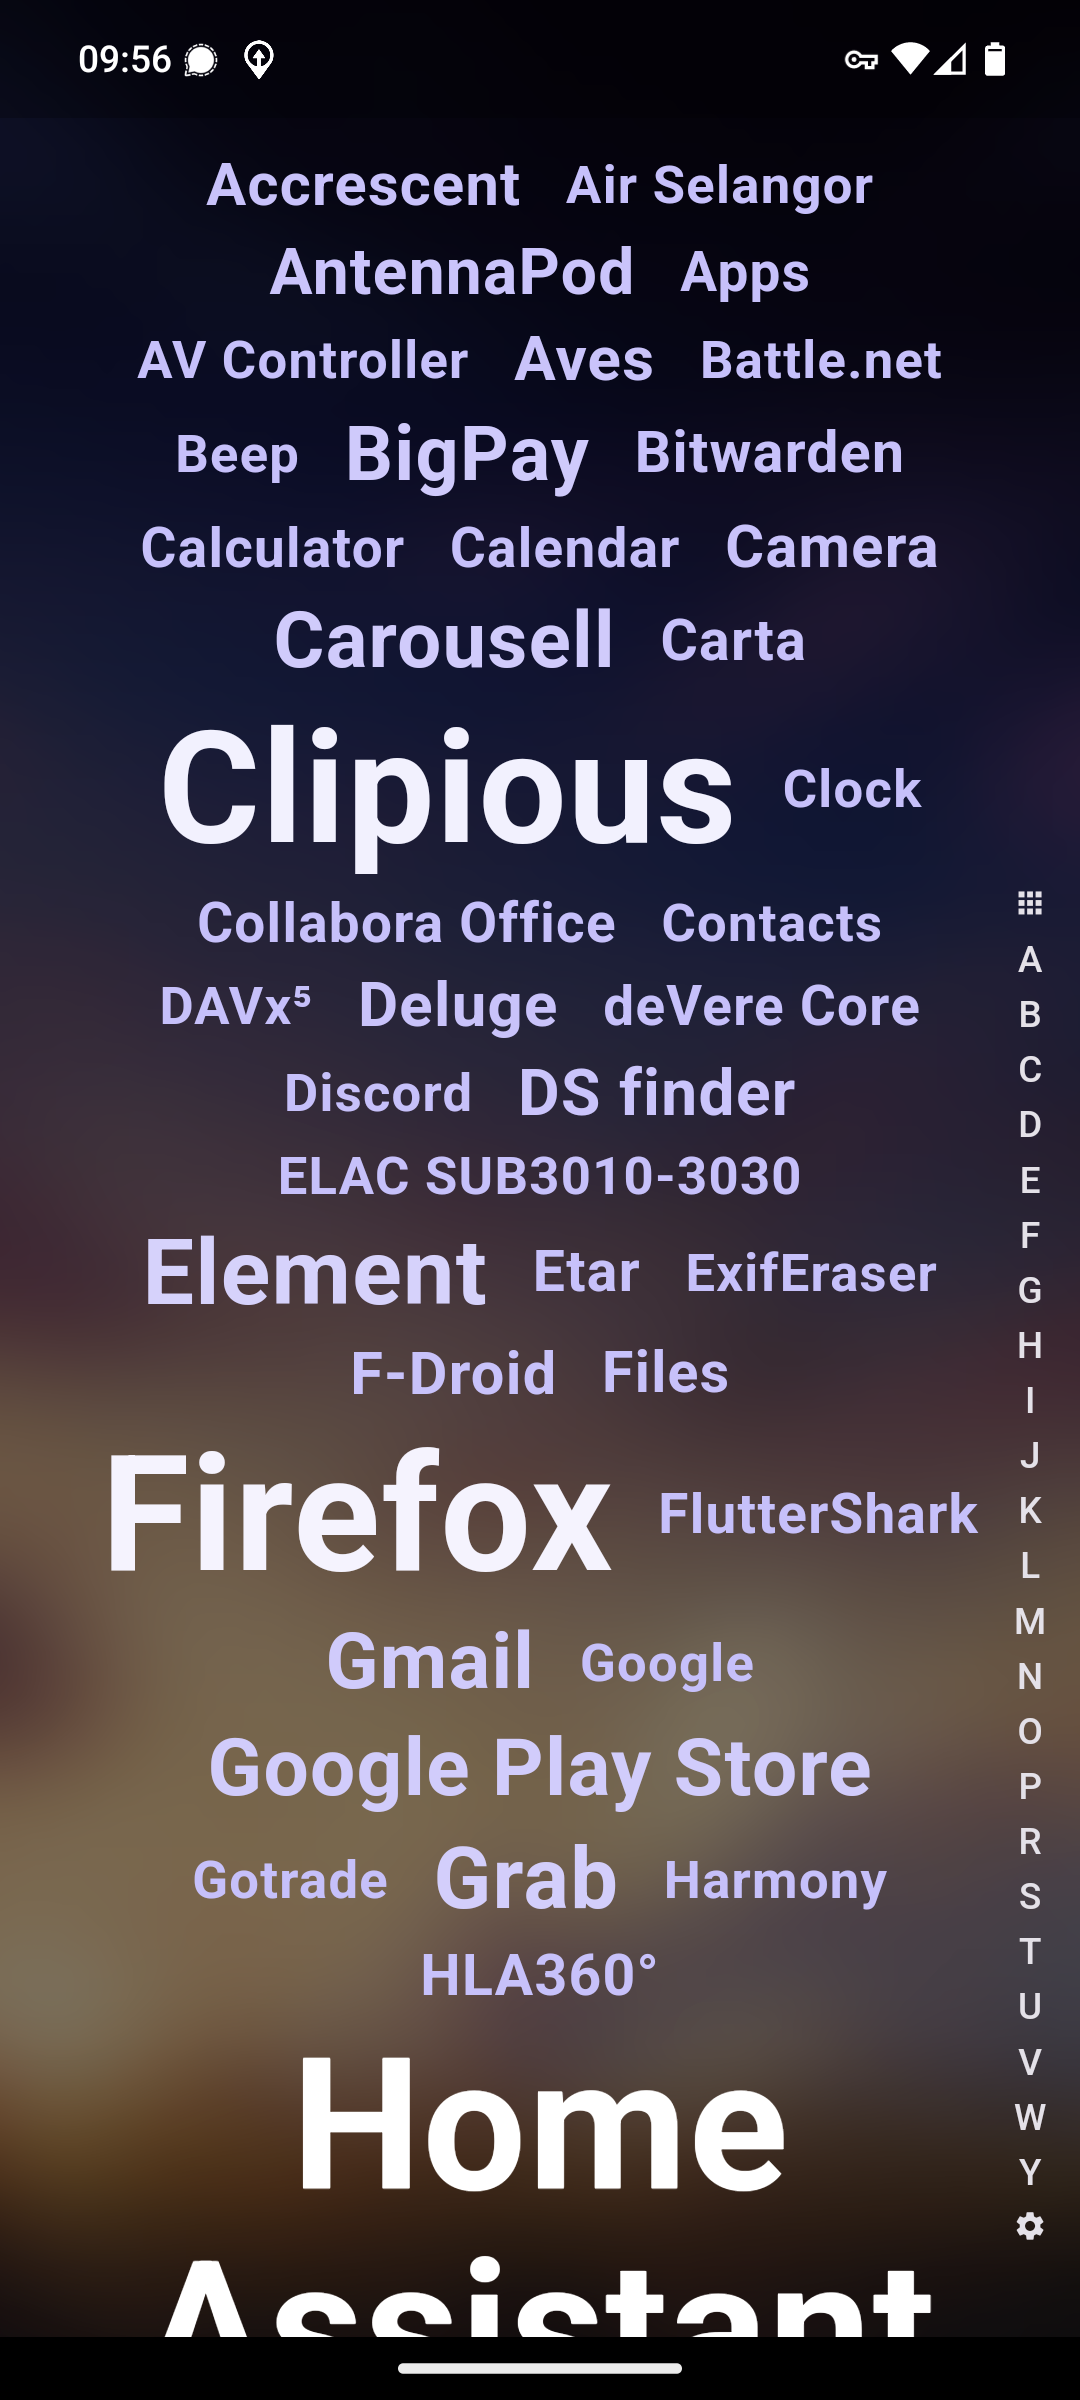 09:56
Accrescent Air Selangor
AntennaPod Apps
AV Controller Aves Battle.net
Beep BigPay Bitwarden
Calculator Calendar Camera
Carousell Carta
Clipious Clock
Collabora Office Contacts
DAVx⁵ Deluge deVere Core
Discord DS finder
ELAC SUB3010-3030
Element Etar ExifEraser
F-Droid Files
Firefox FlutterShark
Gmail Google
Google Play Store
Gotrade Grab Harmony
HLA360°
Home
Assistant
A
B
C
D
E
F
G
H
I
J
K
L
M
N
O
P
R
S
T
U
V
W
Y